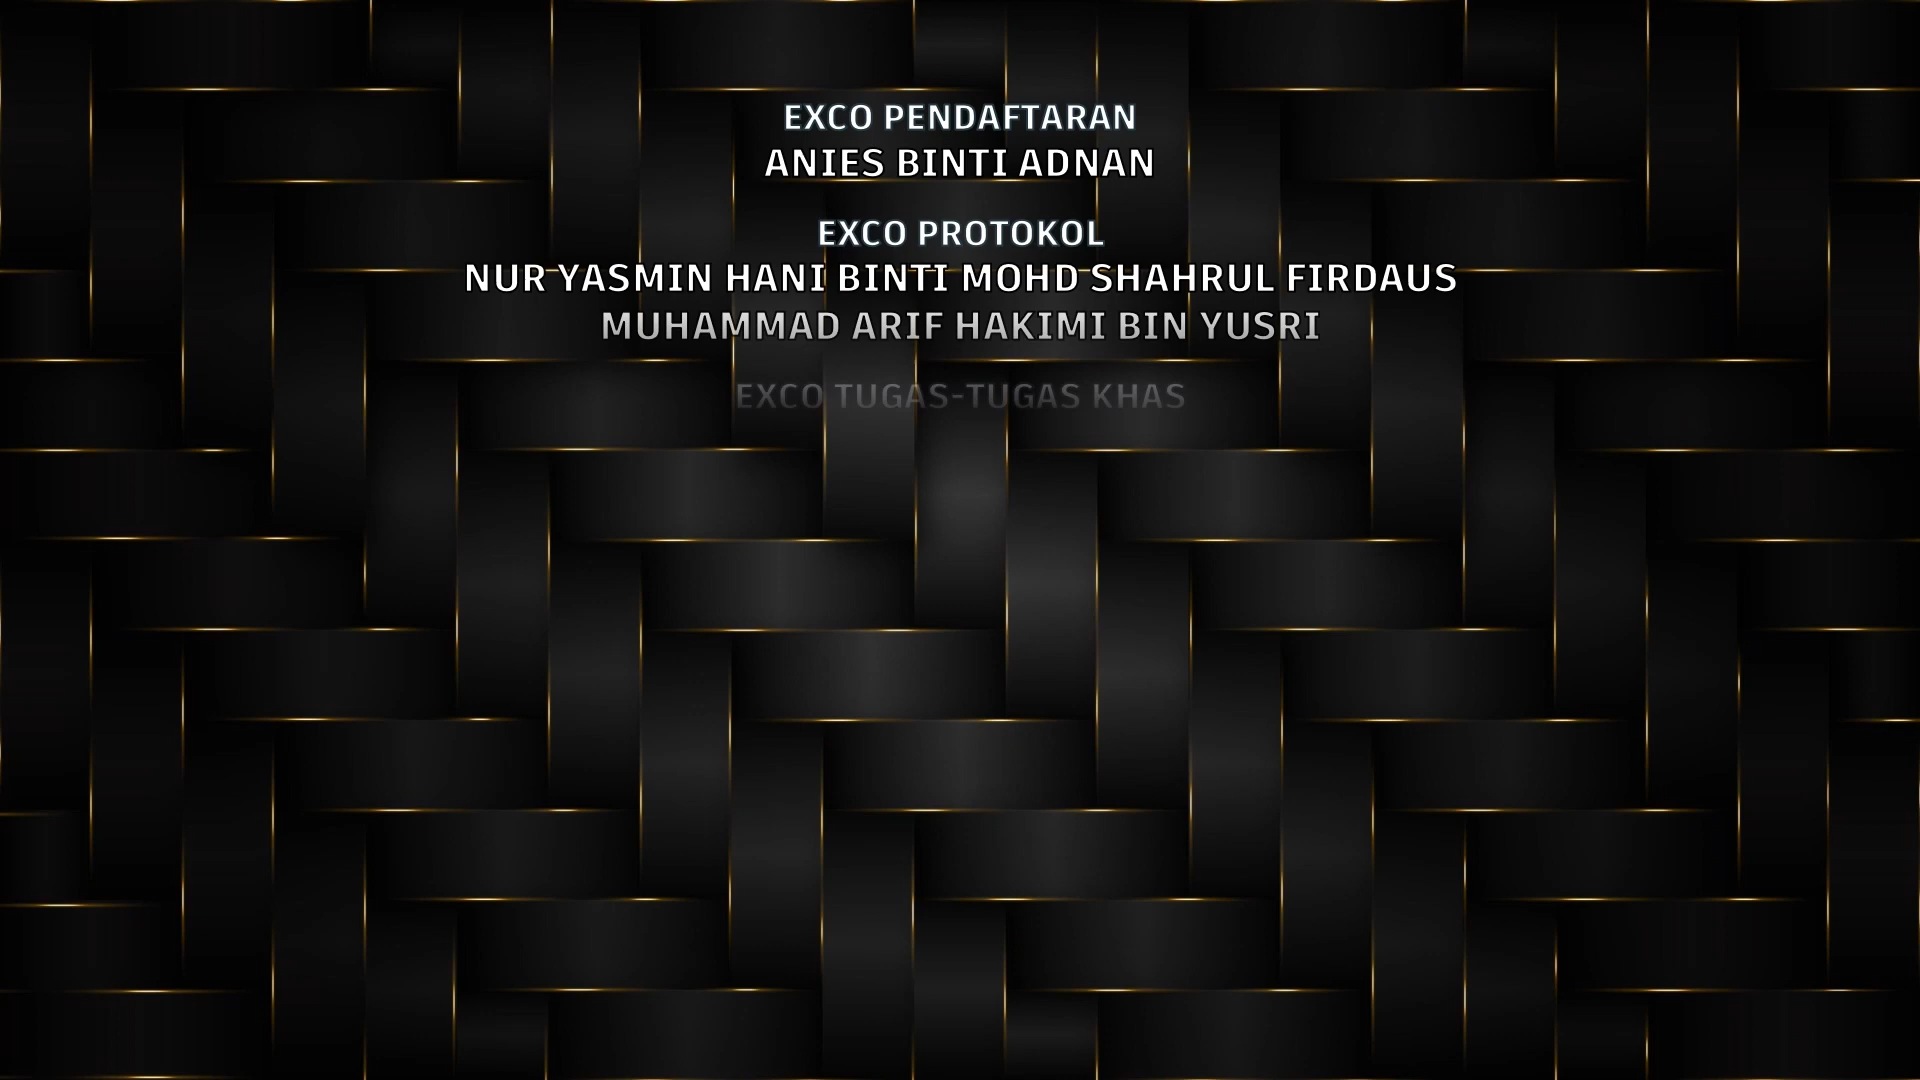 EXCO PENDAFTARAN
ANIES BINTI ADNAN
EXCO PROTOKOL
NUR YASMIN HANI BINTI MOHD SHAHRUL FIRDAUS
MUHAMMAD ARIF HAKIMI BIN YUSRI
EXCO TUGAS-TUGAS KHAS